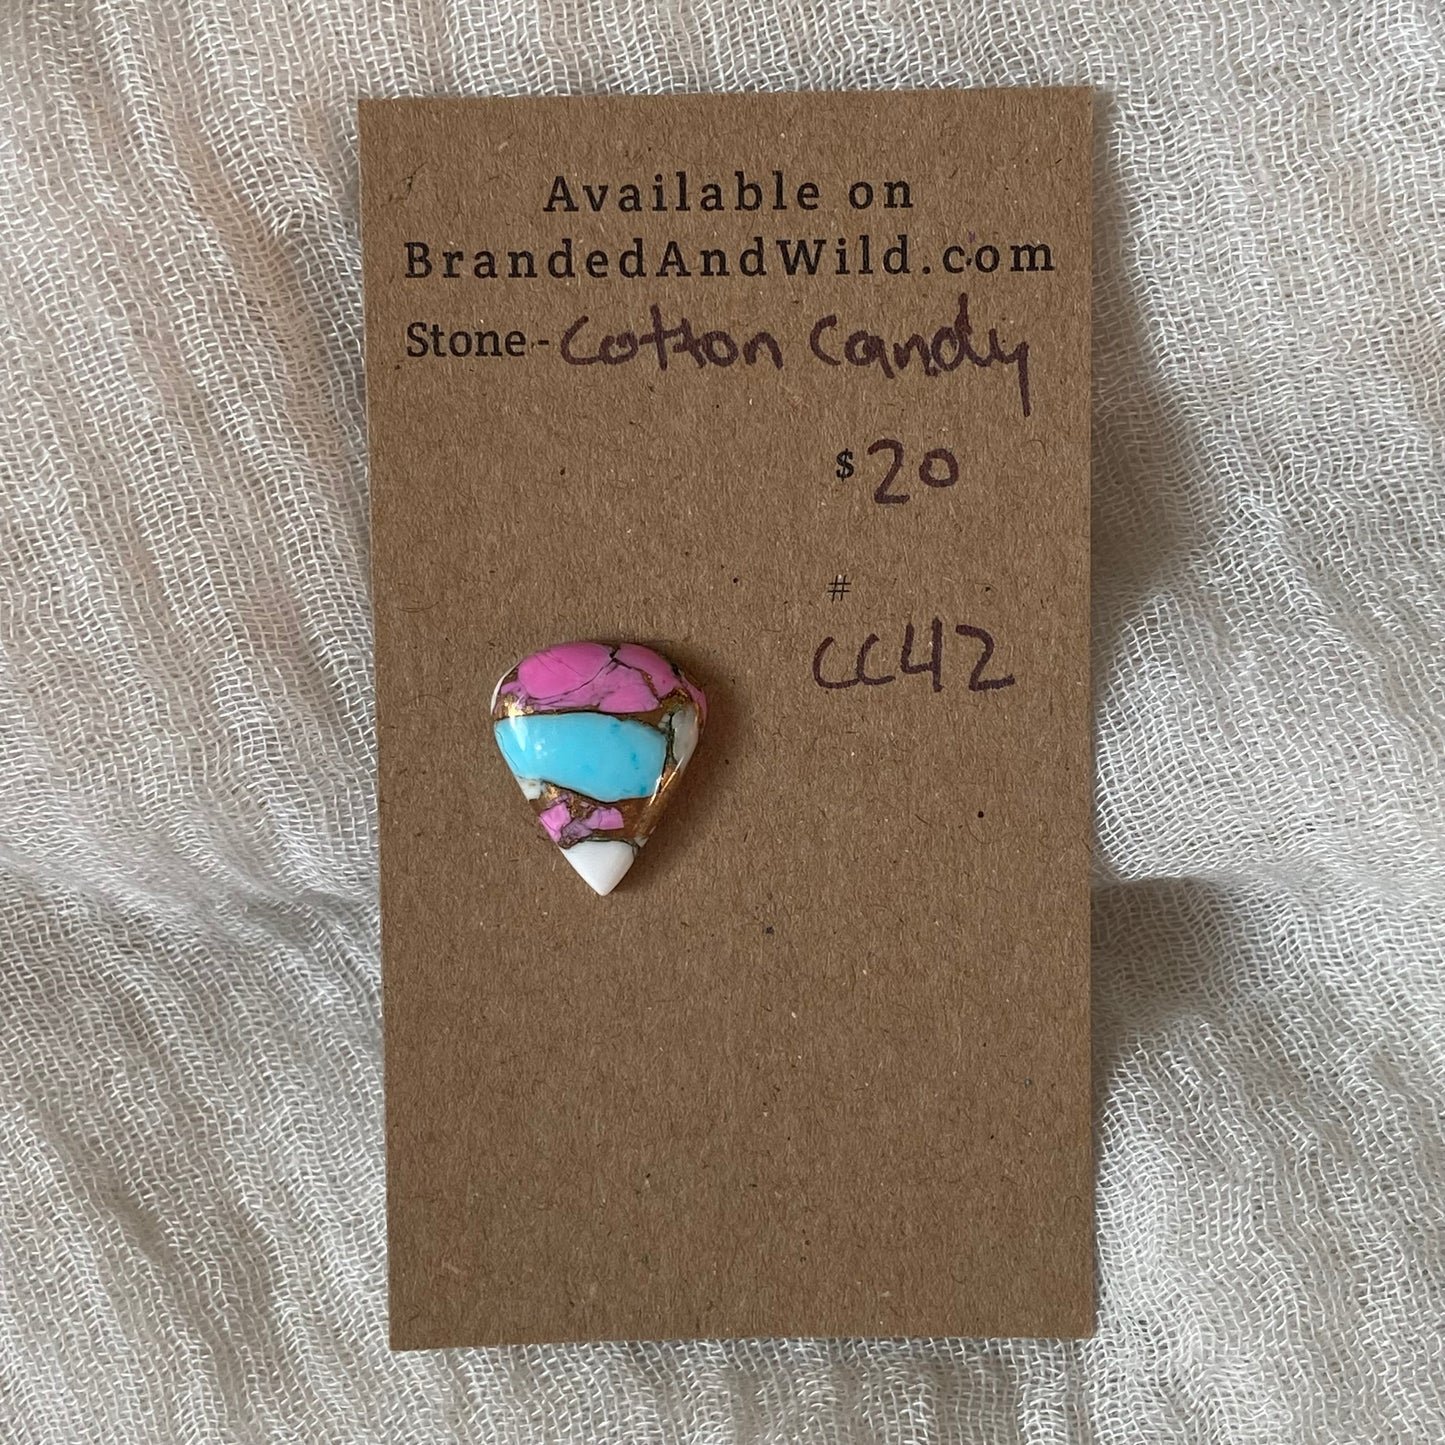 Available on
BrandedAndWild.com
Stone - Cotton Candy
$20
#
CC42